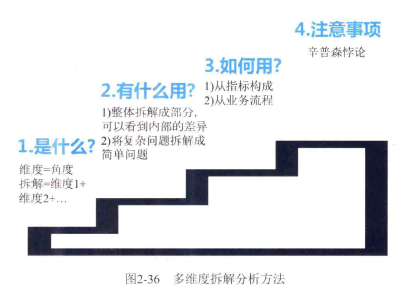 1.是什么?
维度=角度
拆解=维度1+
维度2+…
2.有什么用?
1)整体拆解成部分,
可以看到内部的差异
2)将复杂问题拆解成
简单问题
3.如何用?
1)从指标构成
2)从业务流程
4.注意事项
辛普森悖论
图2-36 多维度拆解分析方法